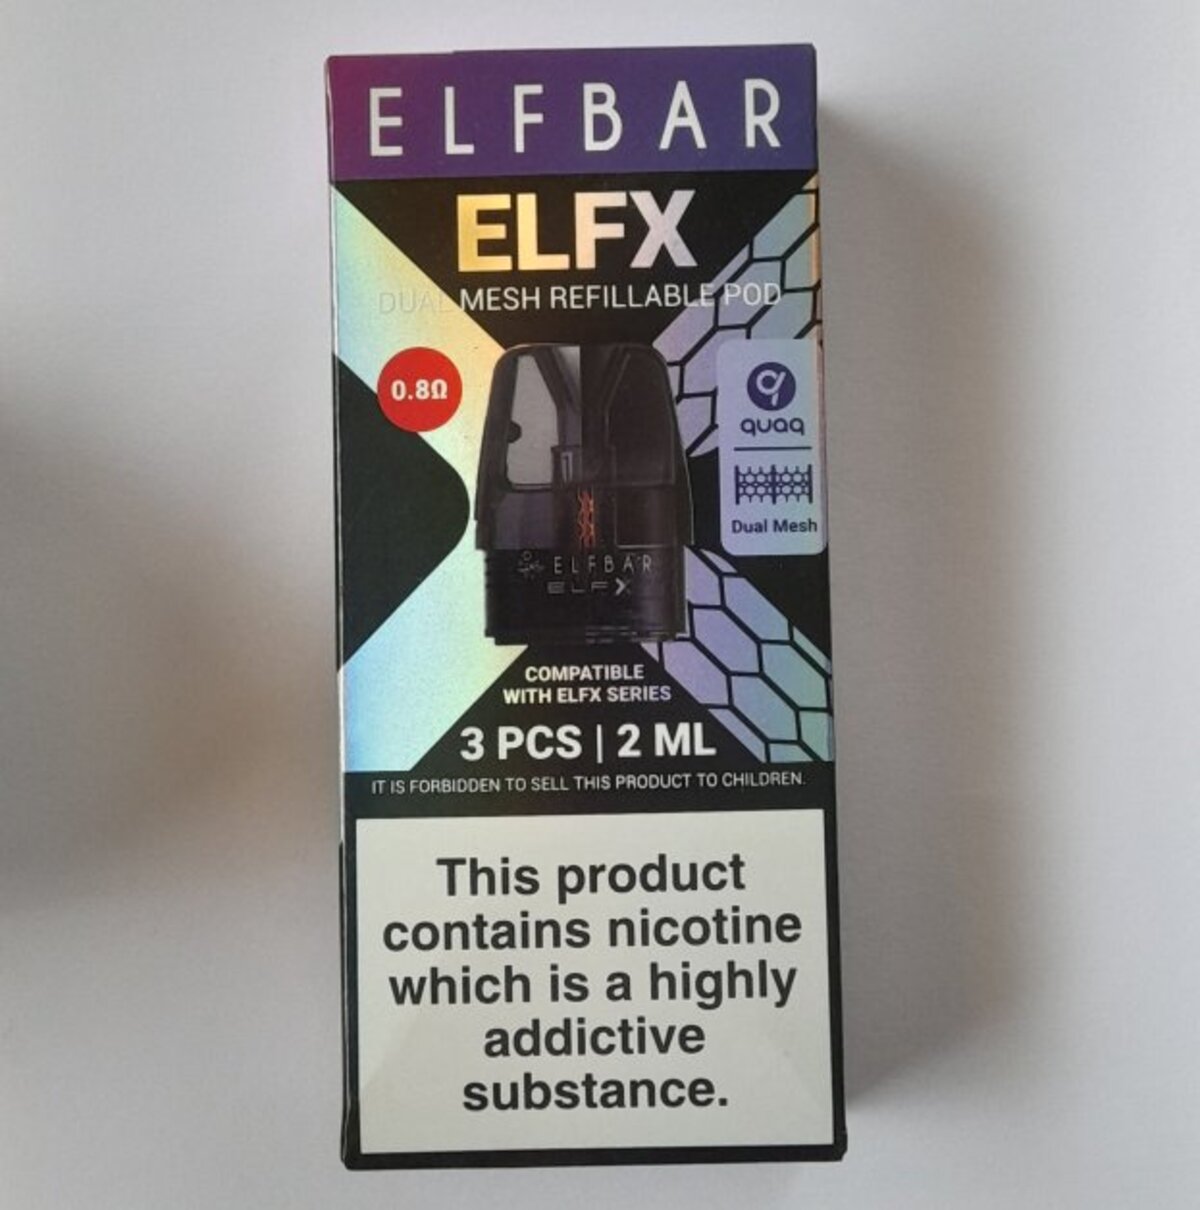 ELFBAR
ELFX
DUAL MESH REFILLABLE POD
0.8Ω
quaq
Dual Mesh
ELFBAR
ELFX
COMPATIBLE
WITH ELFX SERIES
3 PCS | 2 ML
IT IS FORBIDDEN TO SELL THIS PRODUCT TO CHILDREN.
This product
contains nicotine
which is a highly
addictive
substance.